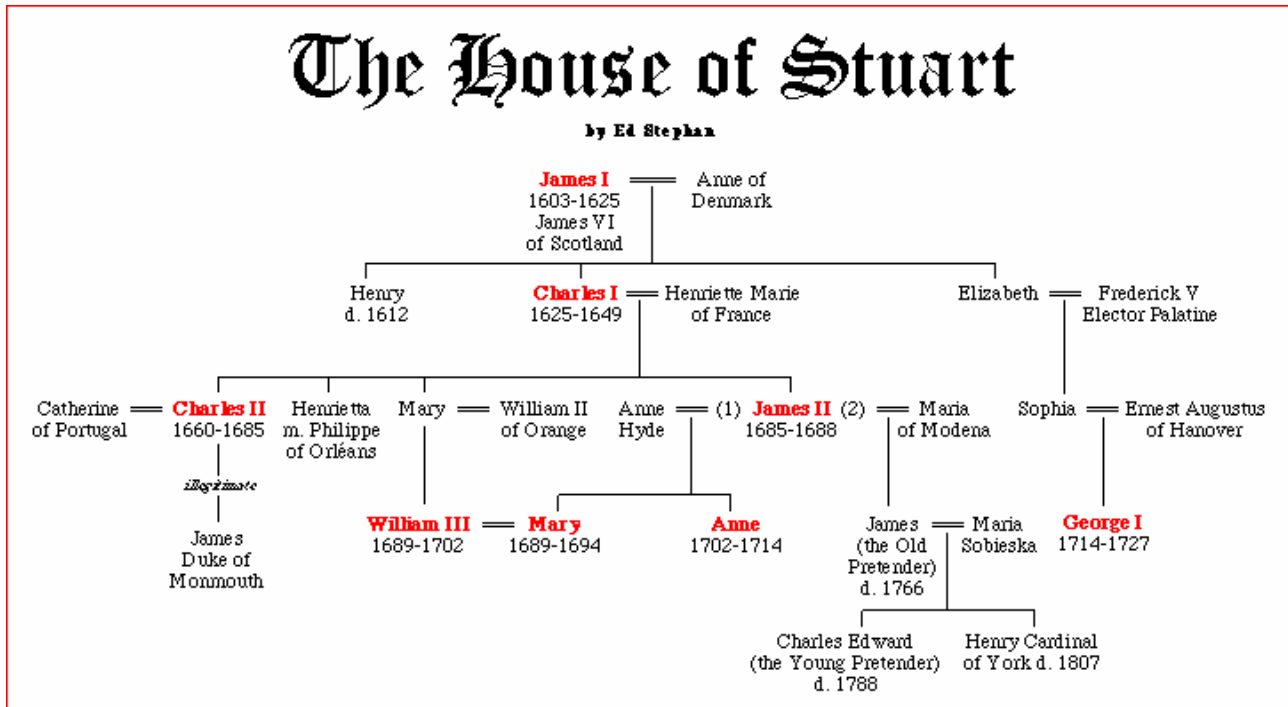 The House of Stuart
by Ed Stephan
James I
1603-1625
James VI
of Scotland
Anne of
Denmark
Henry
d. 1612
Charles I
1625-1649
Henriette Marie
of France
Elizabeth
Frederick V
Elector Palatine
Catherine
of Portugal
Charles II
1660-1685
Henrietta
m. Philippe
of Orléans
Mary
William II
of Orange
Anne
Hyde
(1) James II (2)
1685-1688
Maria
of Modena
Sophia
Ernest Augustus
of Hanover
illegitimate
James
Duke of
Monmouth
William III
1689-1702
Mary
1689-1694
Anne
1702-1714
James
(the Old
Pretender)
d. 1766
Maria
Sobieska
George I
1714-1727
Charles Edward
(the Young Pretender)
d. 1788
Henry Cardinal
of York d. 1807